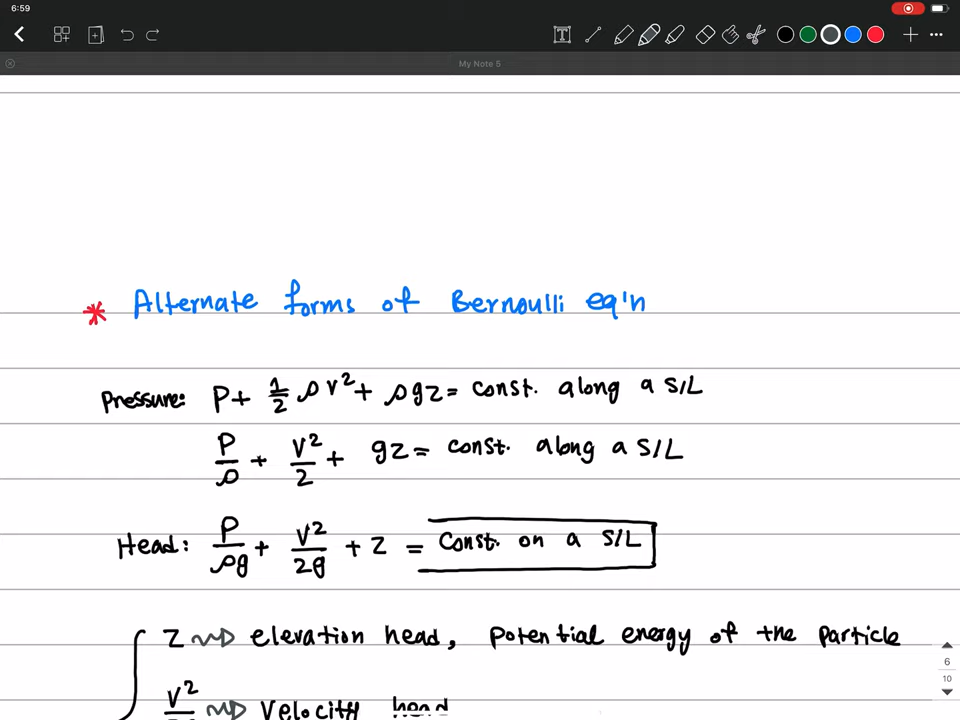 6:59
My Note 5
* Alternate forms of Bernoulli eq'n
Pressure: P + 1/2 ρV² + ρgz = const. along a S/L
P/ρ + V²/2 + gz = const. along a S/L
Head: P/ρg + V²/2g + z = const. on a S/L
z ⇝ elevation head, potential energy of the particle
V² ⇝ velocity head
6
10